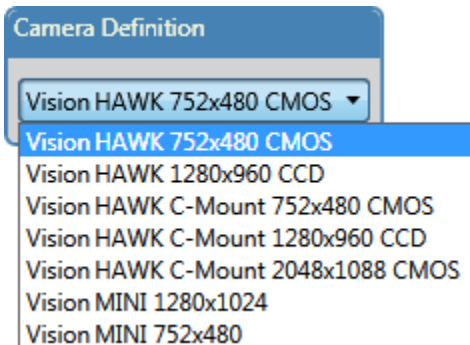 Camera Definition
Vision HAWK 752x480 CMOS
Vision HAWK 752x480 CMOS
Vision HAWK 1280x960 CCD
Vision HAWK C-Mount 752x480 CMOS
Vision HAWK C-Mount 1280x960 CCD
Vision HAWK C-Mount 2048x1088 CMOS
Vision MINI 1280x1024
Vision MINI 752x480